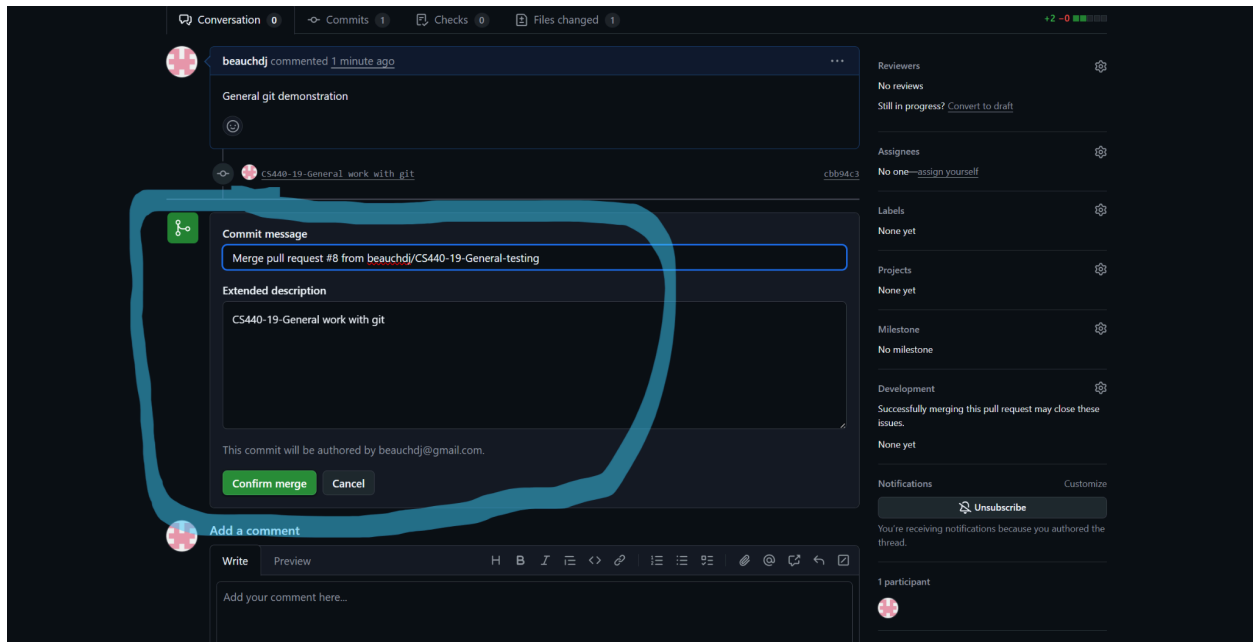 Conversation 0 Commits 1 Checks 0 Files changed 1 +2 −0
beauchdj commented 1 minute ago
General git demonstration
CS440-19-General work with git cbb94c3
Commit message
Merge pull request #8 from beauchdj/CS440-19-General-testing
Extended description
CS440-19-General work with git
This commit will be authored by beauchdj@gmail.com.
Confirm merge Cancel
Add a comment
Write Preview
Add your comment here...
Reviewers
No reviews
Still in progress? Convert to draft
Assignees
No one—assign yourself
Labels
None yet
Projects
None yet
Milestone
No milestone
Development
Successfully merging this pull request may close these
issues.
None yet
Notifications Customize
Unsubscribe
You're receiving notifications because you authored the
thread.
1 participant